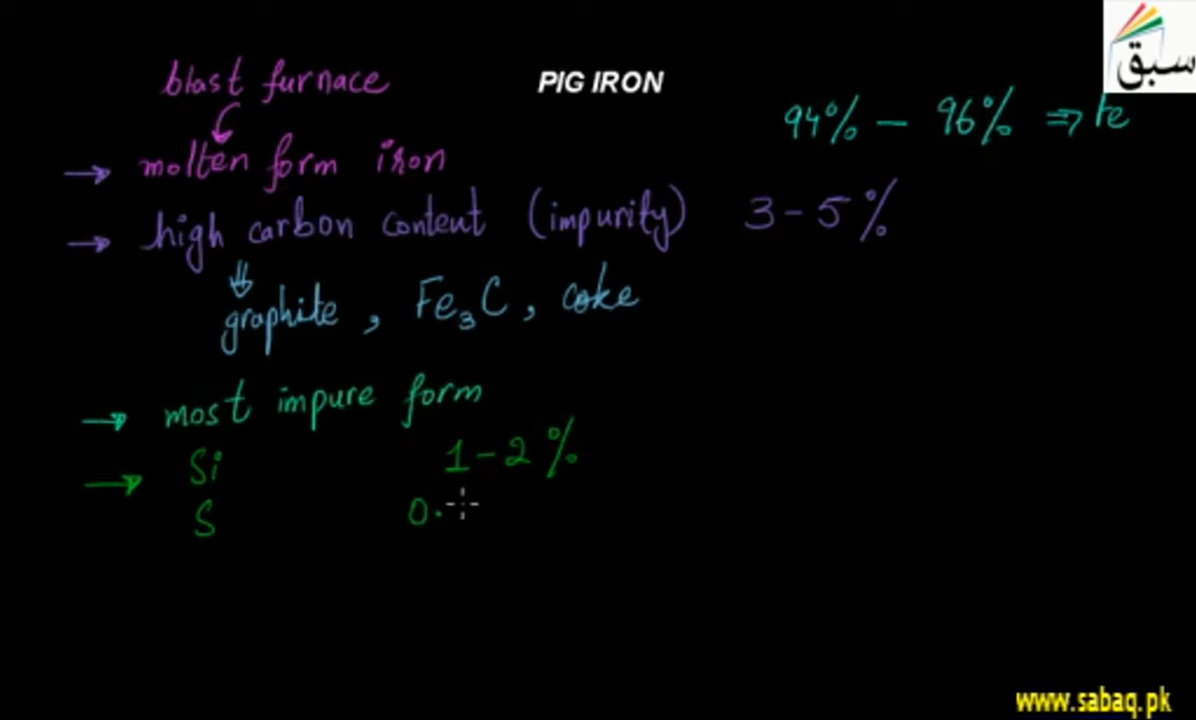 سبق
blast furnace
PIG IRON
94% - 96% ⇒ Fe
→ molten form iron
→ high carbon content (impurity) 3-5%
graphite, Fe3C, coke
→ most impure form
→ Si 1-2%
S 0.
www.sabaq.pk